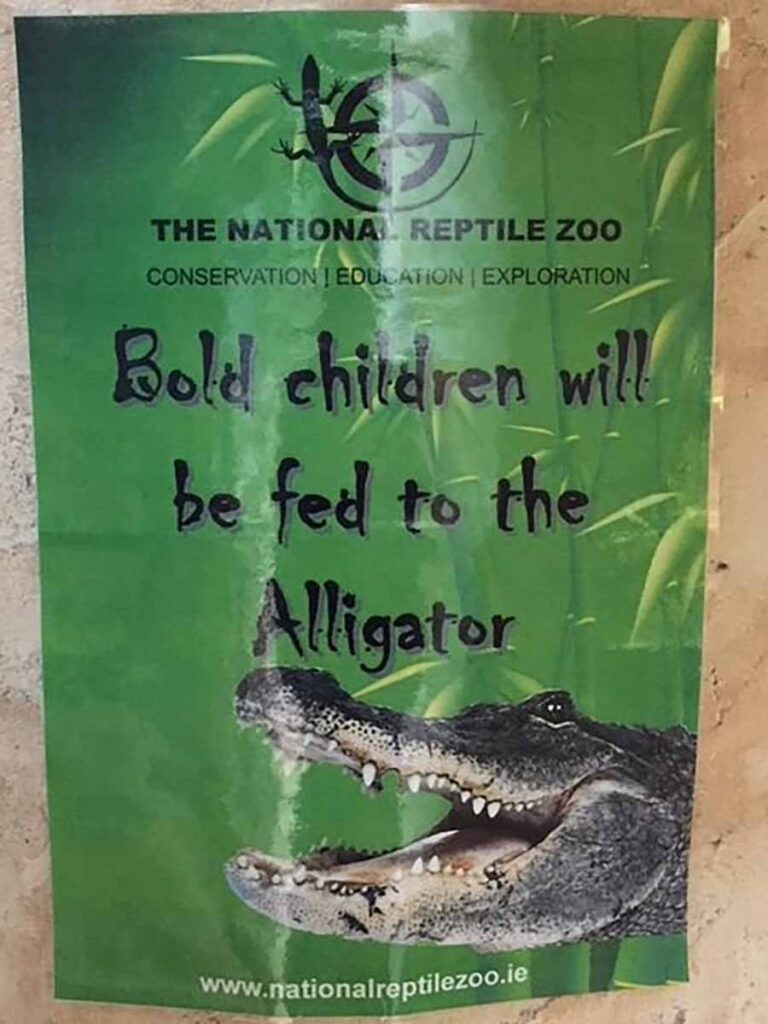 THE NATIONAL REPTILE ZOO
CONSERVATION | EDUCATION | EXPLORATION
Bold children will
be fed to the
Alligator
www.nationalreptilezoo.ie